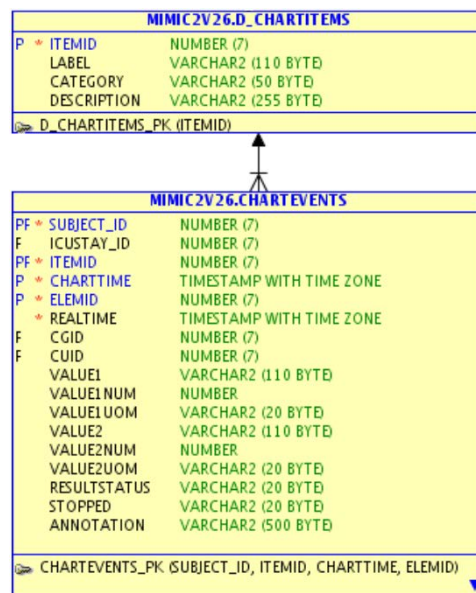 MIMIC2V26.D_CHARTITEMS
P * ITEMID NUMBER (7)
LABEL VARCHAR2 (110 BYTE)
CATEGORY VARCHAR2 (50 BYTE)
DESCRIPTION VARCHAR2 (255 BYTE)
D_CHARTITEMS_PK (ITEMID)
MIMIC2V26.CHARTEVENTS
PF * SUBJECT_ID NUMBER (7)
F ICUSTAY_ID NUMBER (7)
PF * ITEMID NUMBER (7)
P * CHARTTIME TIMESTAMP WITH TIME ZONE
P * ELEMID NUMBER (7)
* REALTIME TIMESTAMP WITH TIME ZONE
F CGID NUMBER (7)
F CUID NUMBER (7)
VALUE1 VARCHAR2 (110 BYTE)
VALUE1NUM NUMBER
VALUE1UOM VARCHAR2 (20 BYTE)
VALUE2 VARCHAR2 (110 BYTE)
VALUE2NUM NUMBER
VALUE2UOM VARCHAR2 (20 BYTE)
RESULTSTATUS VARCHAR2 (20 BYTE)
STOPPED VARCHAR2 (20 BYTE)
ANNOTATION VARCHAR2 (500 BYTE)
CHARTEVENTS_PK (SUBJECT_ID, ITEMID, CHARTTIME, ELEMID)